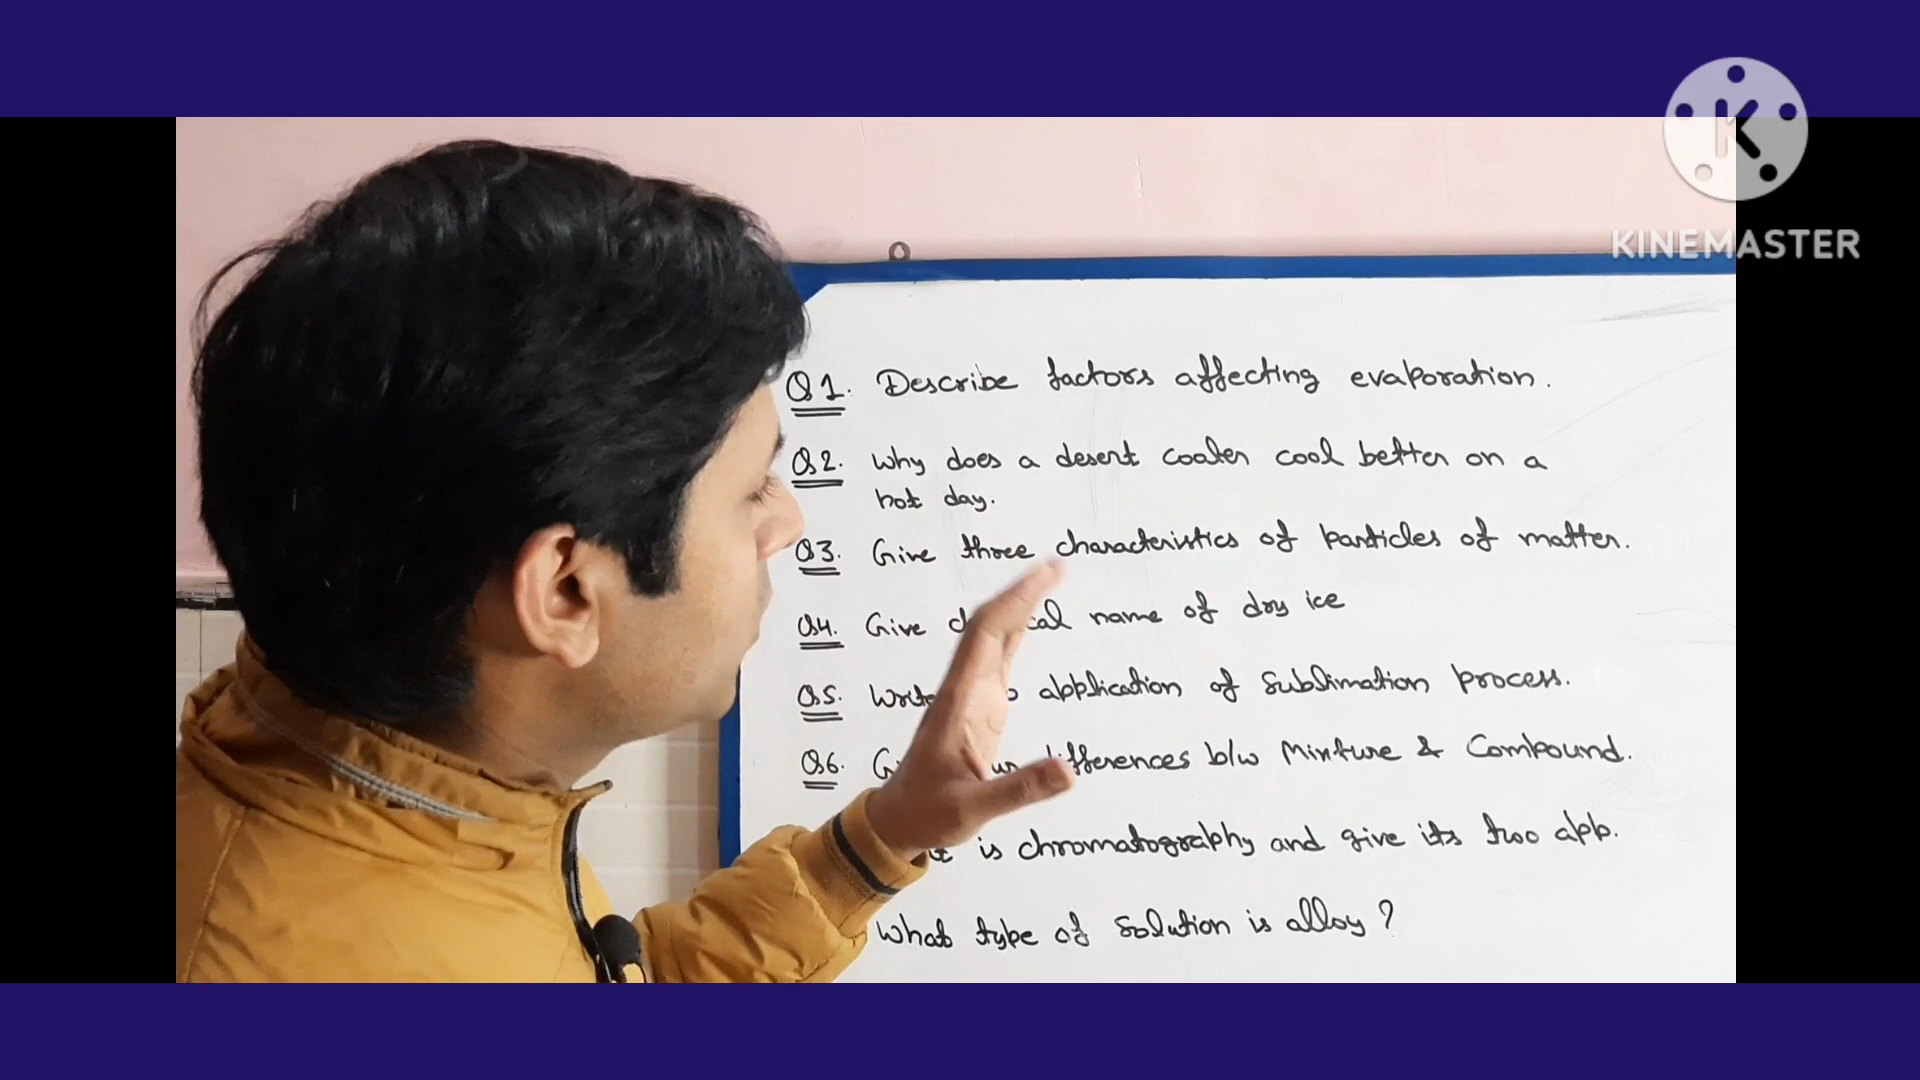 KINEMASTER
Q1. Describe factors affecting evaporation.
Q2. Why does a desert cooler cool better on a
hot day.
Q3. Give three characteristics of particles of matter.
Q4. Give name of dry ice
Q5. Write application of sublimation process.
Q6. differences b/w Mixture & Compound.
is chromatography and give its two app.
What type of solution is alloy?